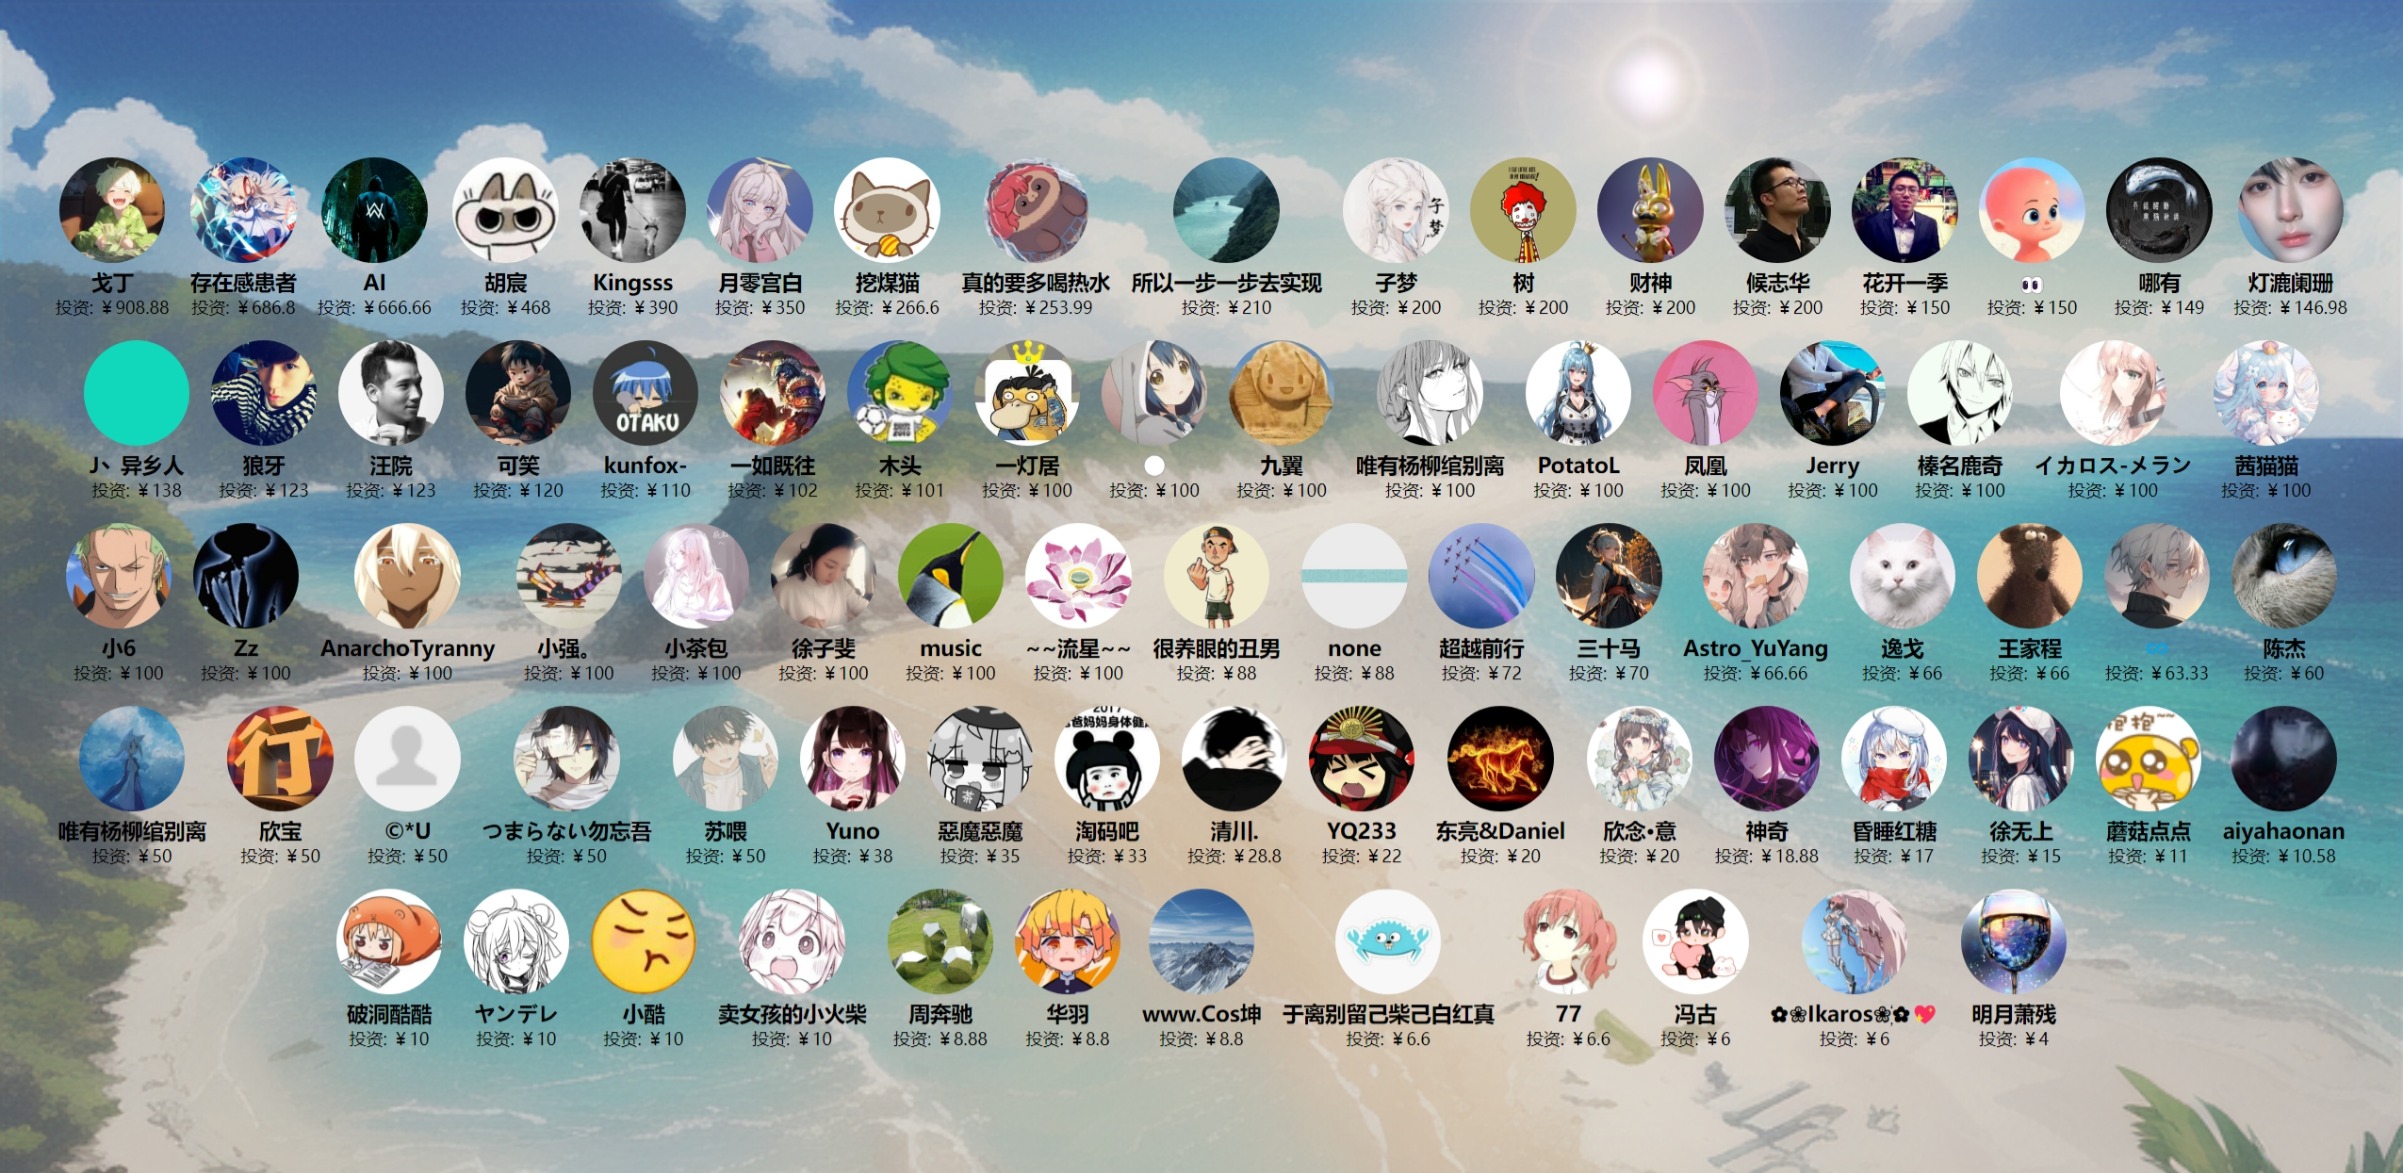 戈丁
投资: ¥908.88
存在感患者
投资: ¥686.8
AI
投资: ¥666.66
胡宸
投资: ¥468
Kingsss
投资: ¥390
月零宫白
投资: ¥350
挖煤猫
投资: ¥266.6
真的要多喝热水
投资: ¥253.99
所以一步一步去实现
投资: ¥210
子梦
子梦
投资: ¥200
树
投资: ¥200
财神
投资: ¥200
候志华
投资: ¥200
花开一季
投资: ¥150
👀
投资: ¥150
哪有
投资: ¥149
灯漉阑珊
投资: ¥146.98
J、异乡人
投资: ¥138
狼牙
投资: ¥123
汪院
投资: ¥123
可笑
投资: ¥120
OTAKU
kunfox-
投资: ¥110
一如既往
投资: ¥102
木头
投资: ¥101
一灯居
投资: ¥100
投资: ¥100
九翼
投资: ¥100
唯有杨柳绾别离
投资: ¥100
PotatoL
投资: ¥100
凤凰
投资: ¥100
Jerry
投资: ¥100
榛名鹿奇
投资: ¥100
イカロス-メラン
投资: ¥100
茜猫猫
投资: ¥100
小6
投资: ¥100
Zz
投资: ¥100
AnarchoTyranny
投资: ¥100
小强。
投资: ¥100
小茶包
投资: ¥100
徐子斐
投资: ¥100
music
投资: ¥100
~~流星~~
投资: ¥100
很养眼的丑男
投资: ¥88
none
投资: ¥88
超越前行
投资: ¥72
三十马
投资: ¥70
Astro_YuYang
投资: ¥66.66
逸戈
投资: ¥66
王家程
投资: ¥66
投资: ¥63.33
陈杰
投资: ¥60
唯有杨柳绾别离
投资: ¥50
行
欣宝
投资: ¥50
©*U
投资: ¥50
つまらない勿忘吾
投资: ¥50
苏喂
投资: ¥50
Yuno
投资: ¥38
茶
惡魔惡魔
投资: ¥35
2017
爸妈妈身体健
淘码吧
投资: ¥33
清川.
投资: ¥28.8
YQ233
投资: ¥22
东亮&Daniel
投资: ¥20
欣念•意
投资: ¥20
神奇
投资: ¥18.88
昏睡红糖
投资: ¥17
徐无上
投资: ¥15
抱抱~~
蘑菇点点
投资: ¥11
aiyahaonan
投资: ¥10.58
破洞酷酷
投资: ¥10
ヤンデレ
投资: ¥10
小酷
投资: ¥10
卖女孩的小火柴
投资: ¥10
周奔驰
投资: ¥8.88
华羽
投资: ¥8.8
www.Cos坤
投资: ¥8.8
于离别留己柴己白红真
投资: ¥6.6
77
投资: ¥6.6
冯古
投资: ¥6
✿❀Ikaros❀✿💖
投资: ¥6
明月萧残
投资: ¥4